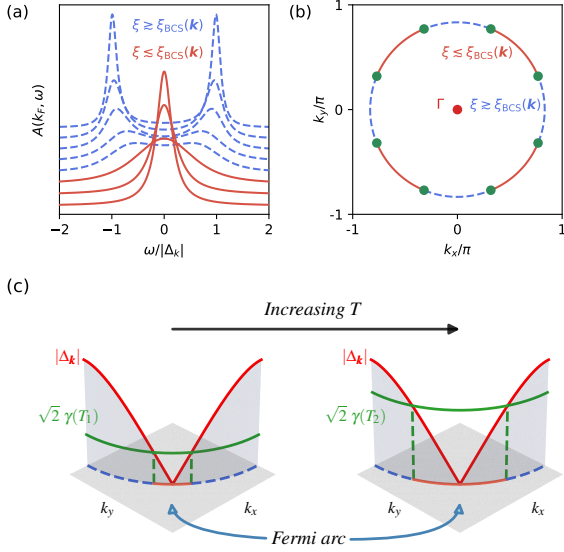 (a)
ξ ≳ ξ_BCS(k)
ξ ≲ ξ_BCS(k)
A(k_F, ω)
−2 −1 0 1 2
ω/|Δ_k|
(b)
1
0
-1
k_y/π
ξ ≲ ξ_BCS(k)
Γ ξ ≳ ξ_BCS(k)
-1 0 1
k_x/π
(c)
Increasing T
|Δ_k|
√2 γ(T_1)
k_y k_x
|Δ_k|
√2 γ(T_2)
k_y k_x
Fermi arc